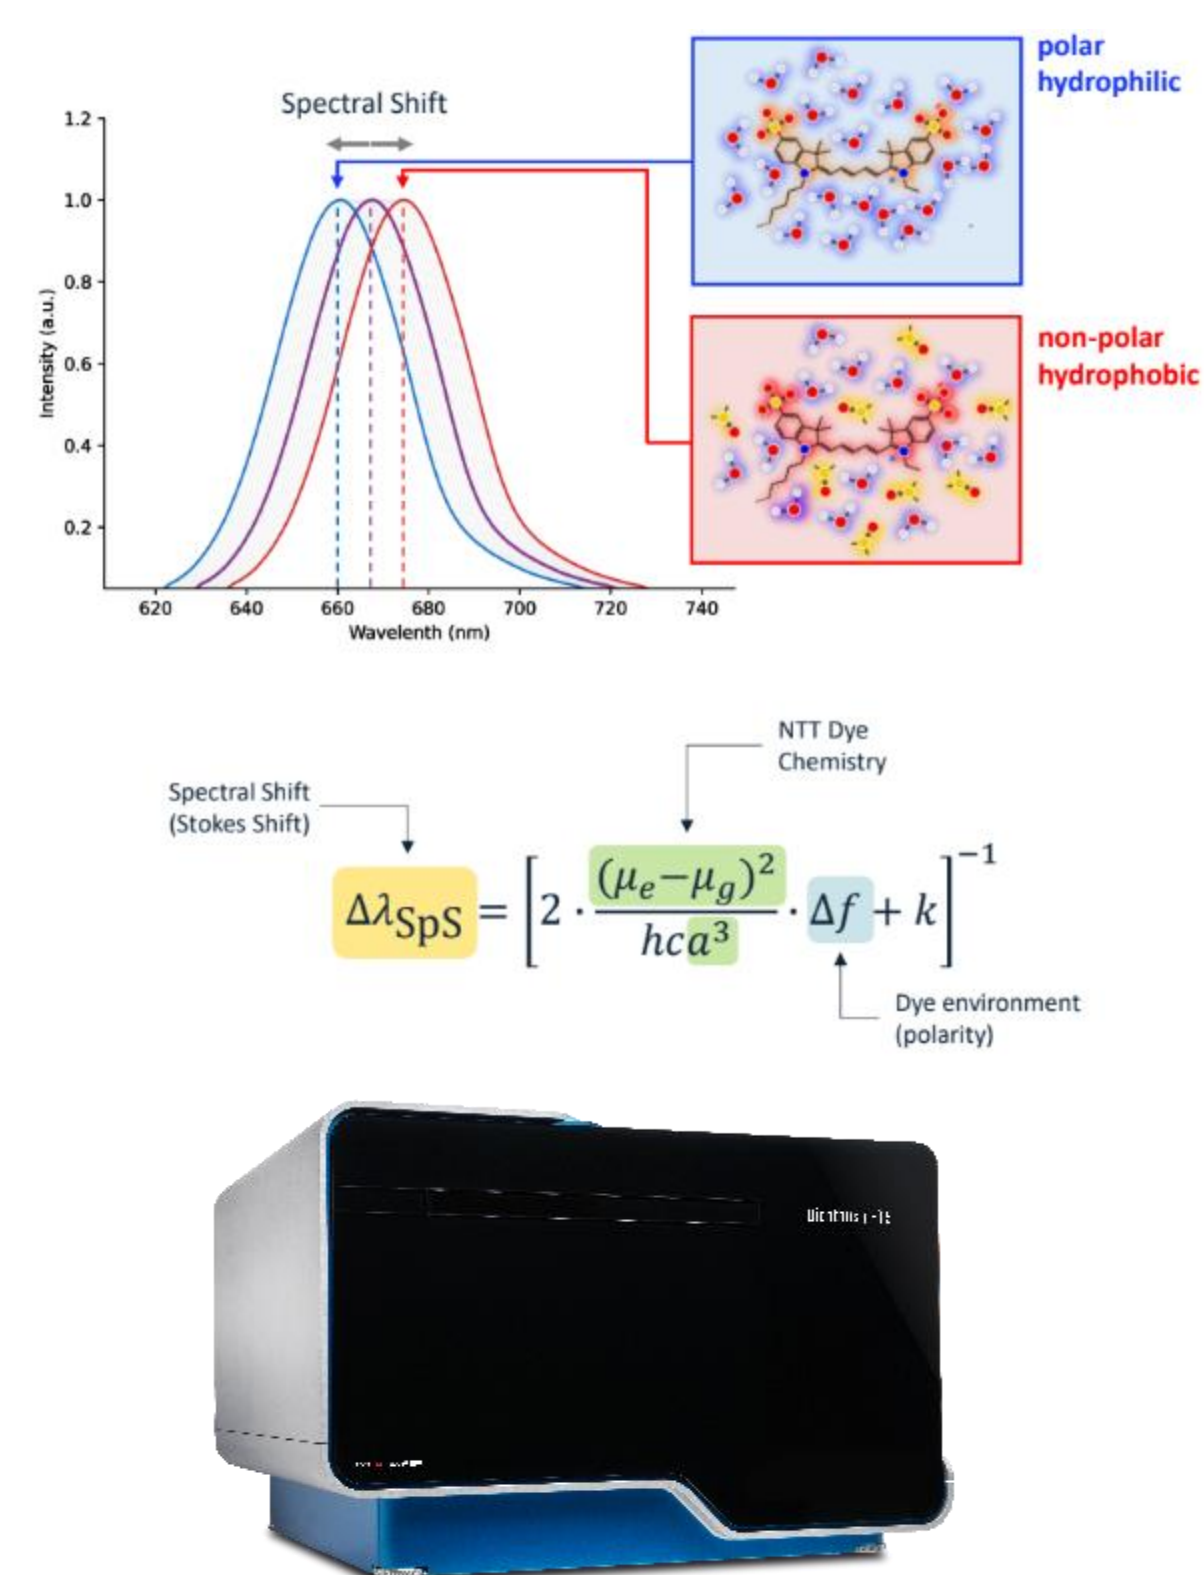 polar
hydrophilic
Spectral Shift
1.2
1.0
0.8
0.6
0.4
0.2
Intensity (a.u.)
620 640 660 680 700 720 740
Wavelenth (nm)
non-polar
hydrophobic
NTT Dye
Chemistry
Spectral Shift
(Stokes Shift)
Δλ_SpS = [2 · (μ_e−μ_g)² / hca³ · Δf + k]⁻¹
Dye environment
(polarity)